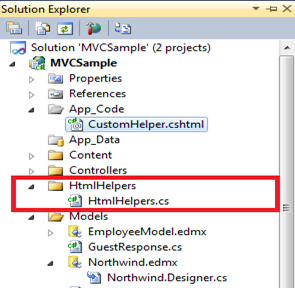 Solution Explorer
Solution 'MVCSample' (2 projects)
MVCSample
Properties
References
App_Code
CustomHelper.cshtml
App_Data
Content
Controllers
HtmlHelpers
HtmlHelpers.cs
Models
EmployeeModel.edmx
GuestResponse.cs
Northwind.edmx
Northwind.Designer.cs